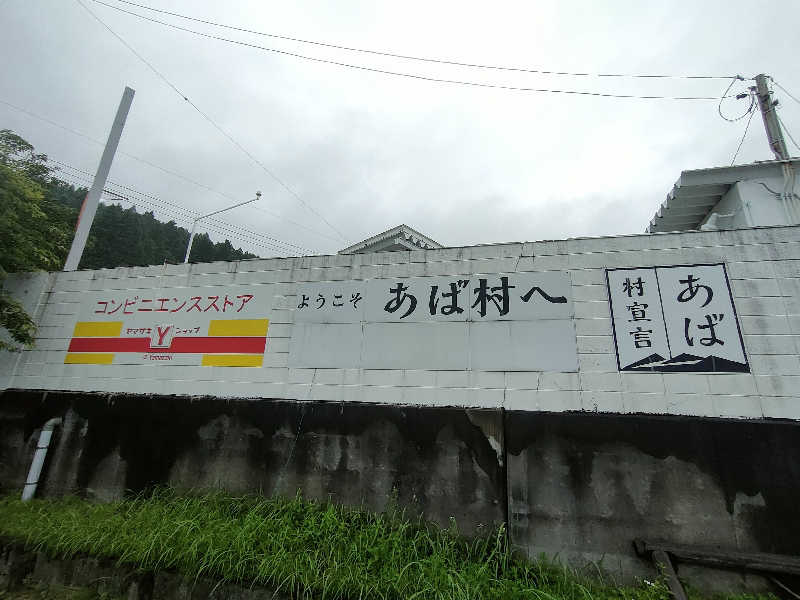 コンビニエンスストア
ヤマザキ Y ショップ
ようこそ あば村へ
あば
村宣言